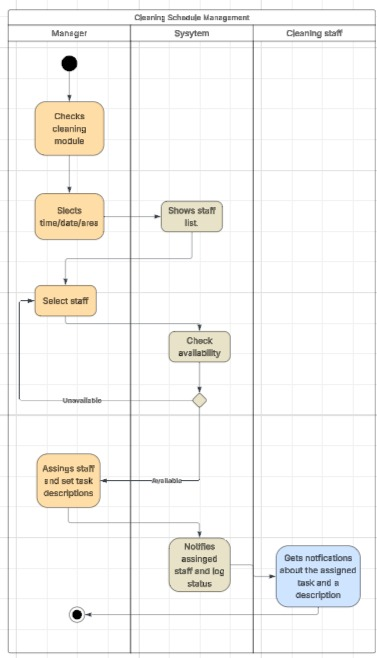 Cleaning Schedule Management
Manager
Sysytem
Cleaning staff
Checks
cleaning
module
Slects
time/date/area
Shows staff
list.
Select staff
Check
availability
Unavailable
Assings staff
and set task
descriptions
Available
Notifies
assinged
staff and log
status
Gets notfications
about the assigned
task and a
description